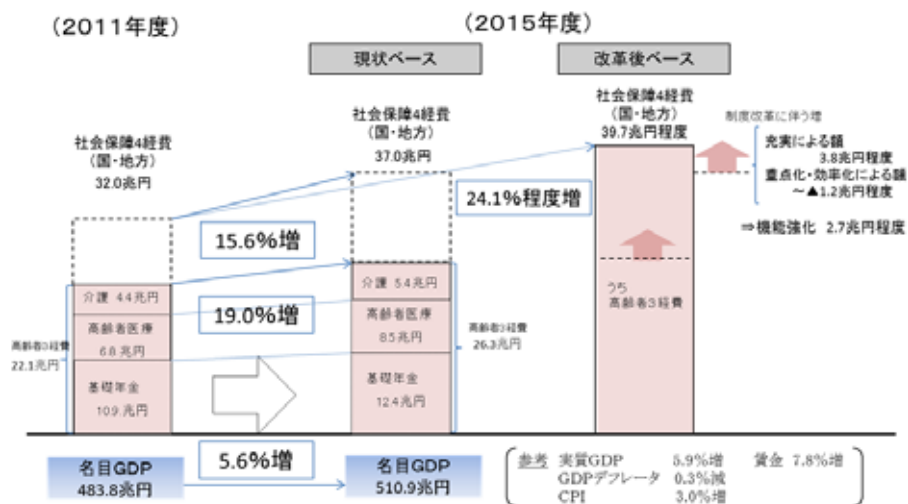 （2011年度）
（2015年度）
現状ベース
改革後ベース
社会保障4経費
（国・地方）
32.0兆円
社会保障4経費
（国・地方）
37.0兆円
社会保障4経費
（国・地方）
39.7兆円程度
制度改革に伴う増
充実による額
3.8兆円程度
重点化・効率化による額
～▲1.2兆円程度
⇒機能強化 2.7兆円程度
24.1%程度増
15.6%増
19.0%増
介護 4.4兆円
高齢者医療
6.8兆円
基礎年金
10.9兆円
高齢者3経費
22.1兆円
介護 5.4兆円
高齢者医療
8.5兆円
基礎年金
12.4兆円
高齢者3経費
26.3兆円
うち
高齢者3経費
名目GDP
483.8兆円
5.6%増
名目GDP
510.9兆円
参考 実質GDP 5.9%増 賃金 7.8%増
GDPデフレータ 0.3%減
CPI 3.0%増